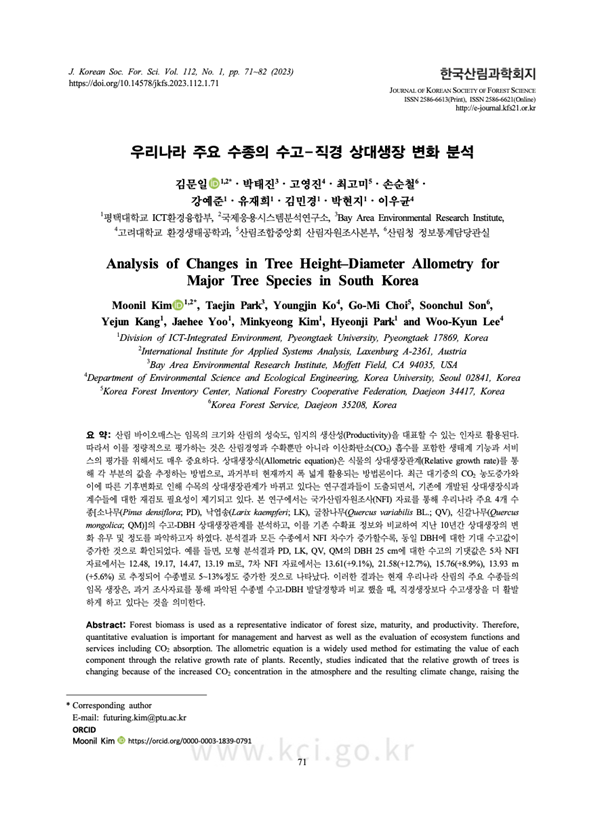 J. Korean Soc. For. Sci. Vol. 112, No. 1, pp. 71~82 (2023)
https://doi.org/10.14578/jkfs.2023.112.1.71
한국산림과학회지
JOURNAL OF KOREAN SOCIETY OF FOREST SCIENCE
ISSN 2586-6613(Print), ISSN 2586-6621(Online)
http://e-journal.kfs21.or.kr
우리나라 주요 수종의 수고-직경 상대생장 변화 분석
김문일 iD 1,2* · 박태진3 · 고영진4 · 최고미5 · 손순철6 ·
강예준1 · 유재희1 · 김민경1 · 박현지1 · 이우균4
1평택대학교 ICT환경융합부, 2국제응용시스템분석연구소, 3Bay Area Environmental Research Institute,
4고려대학교 환경생태공학과, 5산림조합중앙회 산림자원조사본부, 6산림청 정보통계담당관실
Analysis of Changes in Tree Height–Diameter Allometry for
Major Tree Species in South Korea
Moonil Kim iD 1,2*, Taejin Park3, Youngjin Ko4, Go-Mi Choi5, Soonchul Son6,
Yejun Kang1, Jaehee Yoo1, Minkyeong Kim1, Hyeonji Park1 and Woo-Kyun Lee4
1Division of ICT-Integrated Environment, Pyeongtaek University, Pyeongtaek 17869, Korea
2International Institute for Applied Systems Analysis, Laxenburg A-2361, Austria
3Bay Area Environmental Research Institute, Moffett Field, CA 94035, USA
4Department of Environmental Science and Ecological Engineering, Korea University, Seoul 02841, Korea
5Korea Forest Inventory Center, National Forestry Cooperative Federation, Daejeon 34417, Korea
6Korea Forest Service, Daejeon 35208, Korea
요 약: 산림 바이오매스는 임목의 크기와 산림의 성숙도, 임지의 생산성(Productivity)을 대표할 수 있는 인자로 활용된다.
따라서 이를 정량적으로 평가하는 것은 산림경영과 수확뿐만 아니라 이산화탄소(CO2) 흡수를 포함한 생태계 기능과 서비
스의 평가를 위해서도 매우 중요하다. 상대생장식(Allometric equation)은 식물의 상대생장관계(Relative growth rate)를 통
해 각 부분의 값을 추정하는 방법으로, 과거부터 현재까지 폭 넓게 활용되는 방법론이다. 최근 대기중의 CO2 농도증가와
이에 따른 기후변화로 인해 수목의 상대생장관계가 바뀌고 있다는 연구결과들이 도출되면서, 기존에 개발된 상대생장식과
계수들에 대한 재검토 필요성이 제기되고 있다. 본 연구에서는 국가산림자원조사(NFI) 자료를 통해 우리나라 주요 4개 수
종[소나무(Pinus densiflora; PD), 낙엽송(Larix kaempferi; LK), 굴참나무(Quercus variabilis BL.; QV), 신갈나무(Quercus
mongolica; QM)]의 수고-DBH 상대생장관계를 분석하고, 이를 기존 수확표 정보와 비교하여 지난 10년간 상대생장의 변
화 유무 및 정도를 파악하고자 하였다. 분석결과 모든 수종에서 NFI 차수가 증가할수록, 동일 DBH에 대한 기대 수고값이
증가한 것으로 확인되었다. 예를 들면, 모형 분석결과 PD, LK, QV, QM의 DBH 25 cm에 대한 수고의 기댓값은 5차 NFI
자료에서는 12.48, 19.17, 14.47, 13.19 m로, 7차 NFI 자료에서는 13.61(+9.1%), 21.58(+12.7%), 15.76(+8.9%), 13.93 m
(+5.6%) 로 추정되어 수종별로 5–13%정도 증가한 것으로 나타났다. 이러한 결과는 현재 우리나라 산림의 주요 수종들의
임목 생장은, 과거 조사자료를 통해 파악된 수종별 수고-DBH 발달경향과 비교 했을 때, 직경생장보다 수고생장을 더 활발
하게 하고 있다는 것을 의미한다.
Abstract: Forest biomass is used as a representative indicator of forest size, maturity, and productivity. Therefore,
quantitative evaluation is important for management and harvest as well as the evaluation of ecosystem functions and
services including CO2 absorption. The allometric equation is a widely used method for estimating the value of each
component through the relative growth rate of plants. Recently, studies indicated that the relative growth of trees is
changing because of the increased CO2 concentration in the atmosphere and the resulting climate change, raising the
* Corresponding author
E-mail: futuring.kim@ptu.ac.kr
ORCID
Moonil Kim iD https://orcid.org/0000-0003-1839-0791
www.kci.go.kr
71